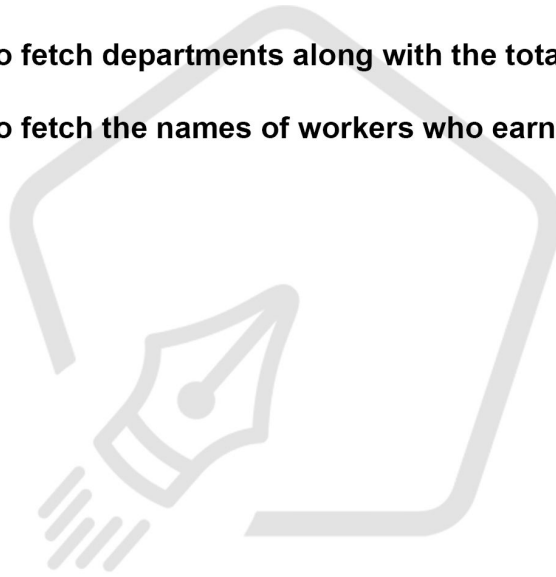 o fetch departments along with the tota
o fetch the names of workers who earn